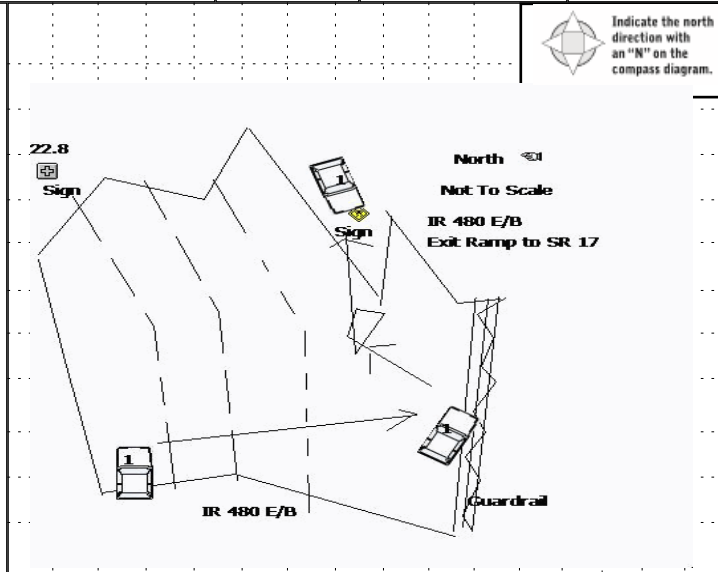 Indicate the north
direction with
an “N” on the
compass diagram.
22.8
Sign
1
North
Not To Scale
Sign
IR 480 E/B
Exit Ramp to SR 17
1
1
IR 480 E/B
Guardrail